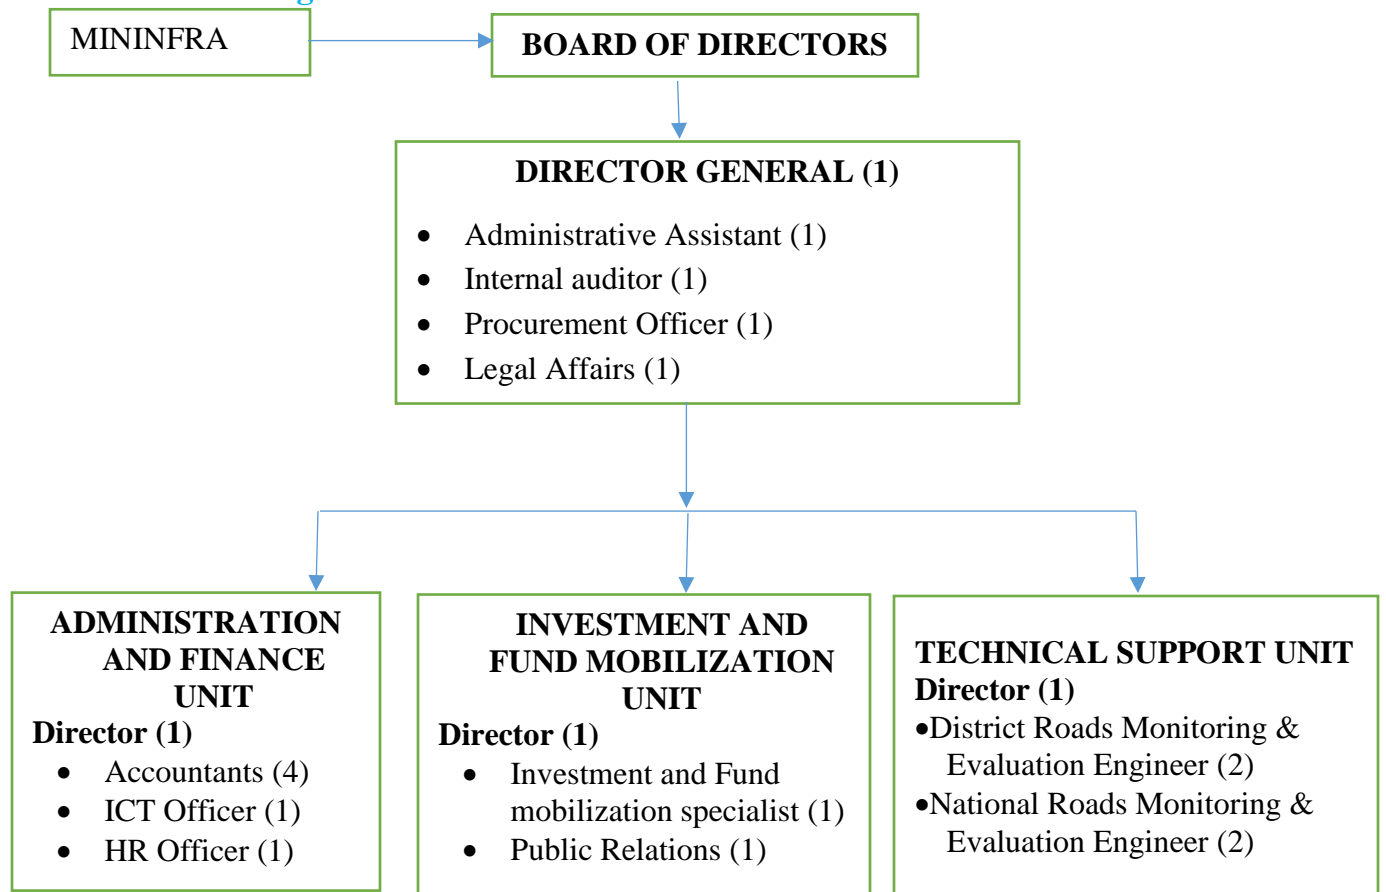 g
MININFRA
BOARD OF DIRECTORS
DIRECTOR GENERAL (1)
• Administrative Assistant (1)
• Internal auditor (1)
• Procurement Officer (1)
• Legal Affairs (1)
ADMINISTRATION
AND FINANCE
UNIT
Director (1)
• Accountants (4)
• ICT Officer (1)
• HR Officer (1)
INVESTMENT AND
FUND MOBILIZATION
UNIT
Director (1)
• Investment and Fund
mobilization specialist (1)
• Public Relations (1)
TECHNICAL SUPPORT UNIT
Director (1)
•District Roads Monitoring &
Evaluation Engineer (2)
•National Roads Monitoring &
Evaluation Engineer (2)